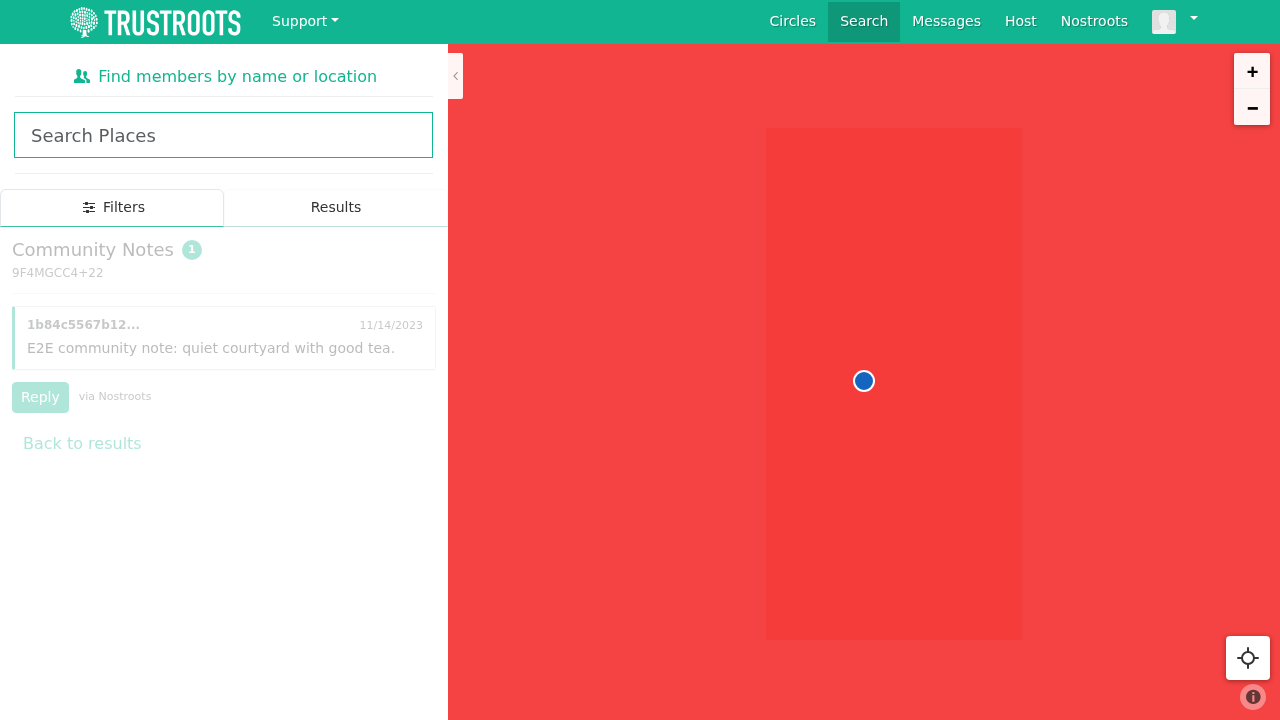 TRUSTROOTS Support Circles Search Messages Host Nostroots
Find members by name or location
Search Places
Filters Results
Community Notes 1
9F4MGCC4+22
1b84c5567b12... 11/14/2023
E2E community note: quiet courtyard with good tea.
Reply via Nostroots
Back to results
+
−